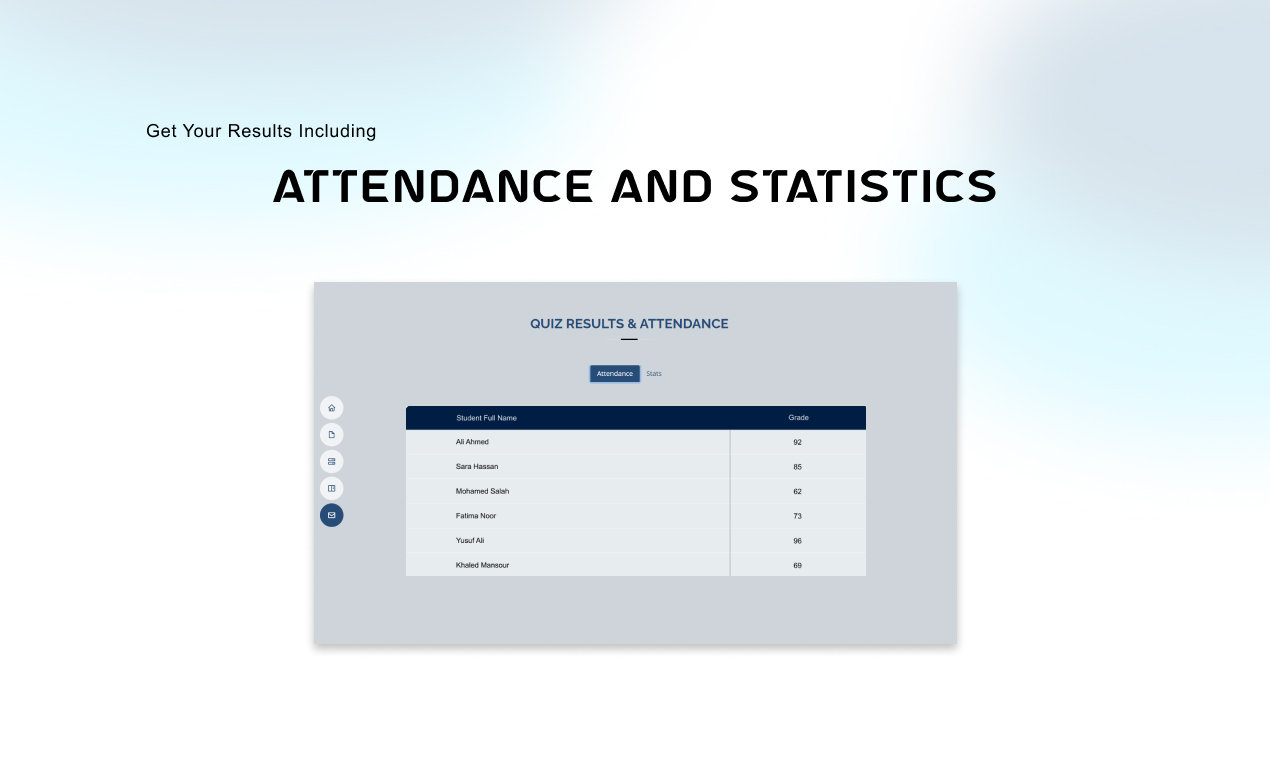 Get Your Results Including
ATTENDANCE AND STATISTICS
QUIZ RESULTS & ATTENDANCE
Attendance Stats
Student Full Name Grade
Ali Ahmed 92
Sara Hassan 85
Mohamed Salah 62
Fatima Noor 73
Yusuf Ali 96
Khaled Mansour 69